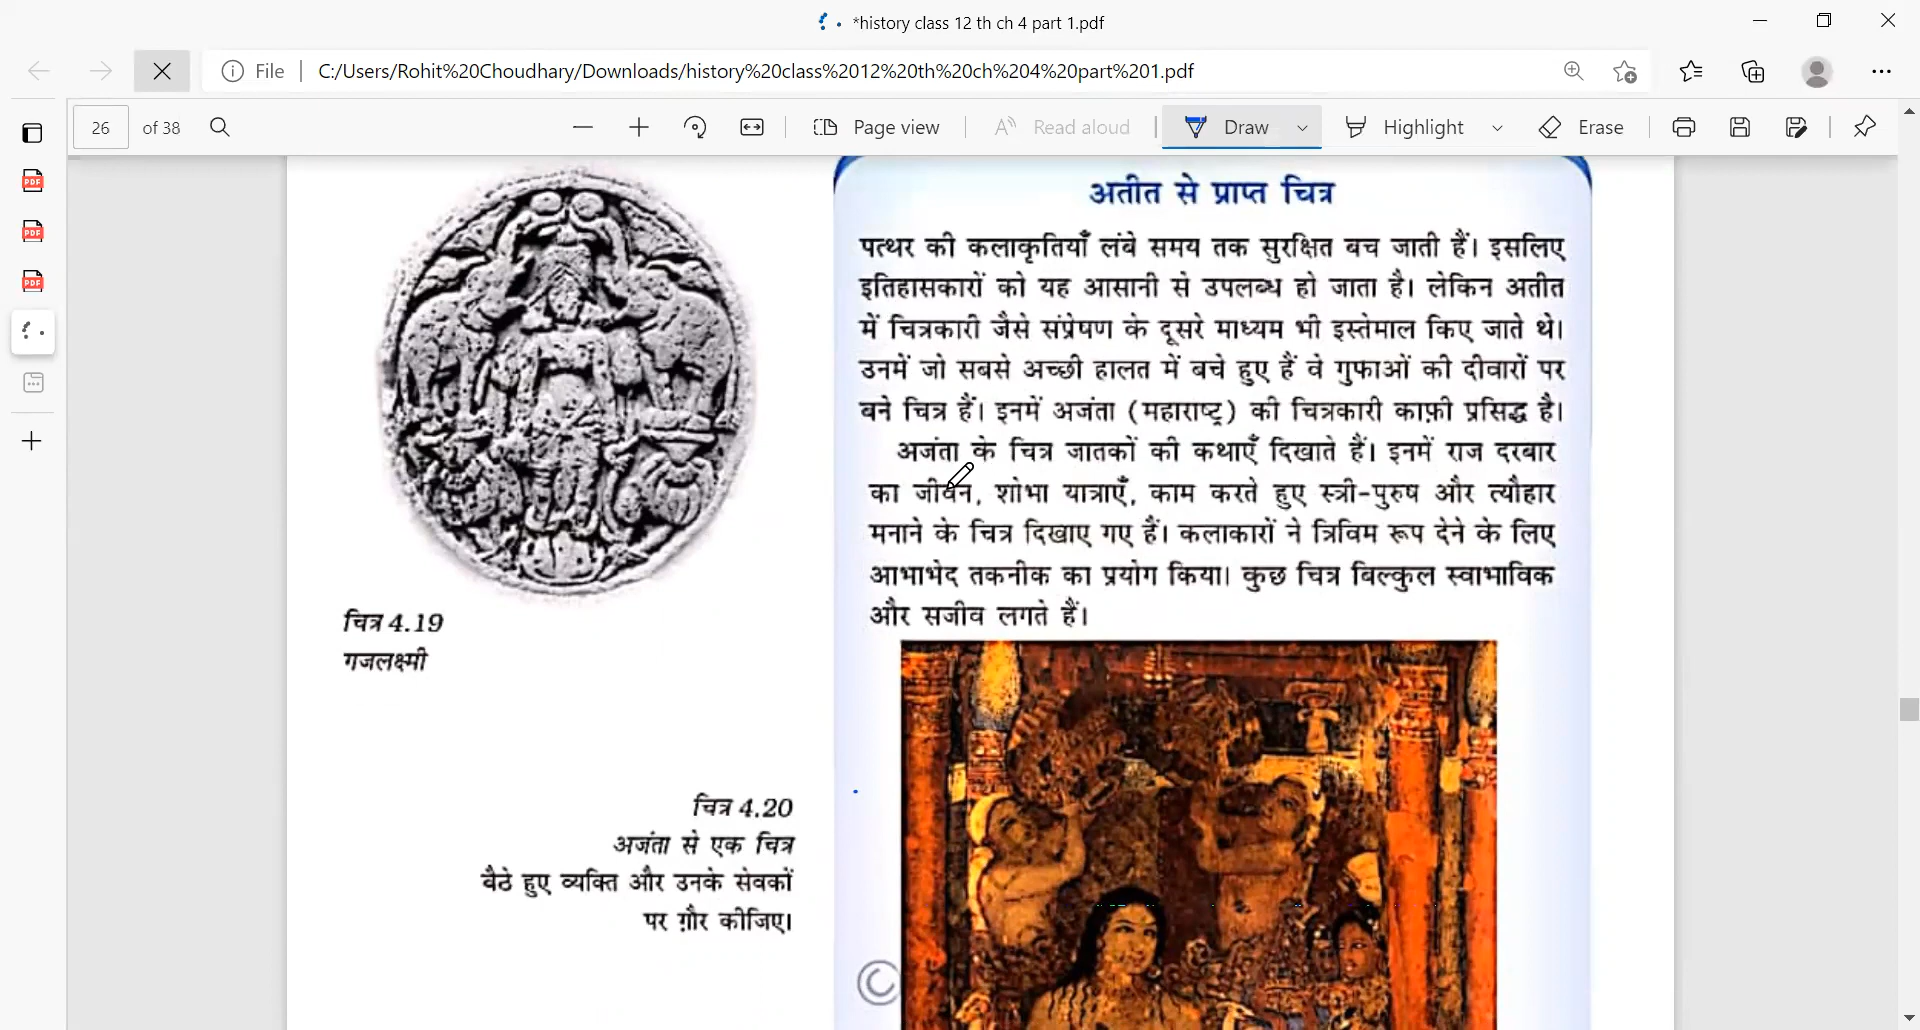 *history class 12 th ch 4 part 1.pdf
File C:/Users/Rohit%20Choudhary/Downloads/history%20class%2012%20th%20ch%204%20part%201.pdf
26 of 38 Page view Read aloud Draw Highlight Erase
PDF
PDF
PDF
चित्र 4.19
गजलक्ष्मी
चित्र 4.20
अजंता से एक चित्र
बैठे हुए व्यक्ति और उनके सेवकों
पर ग़ौर कीजिए।
अतीत से प्राप्त चित्र
पत्थर की कलाकृतियाँ लंबे समय तक सुरक्षित बच जाती हैं। इसलिए
इतिहासकारों को यह आसानी से उपलब्ध हो जाता है। लेकिन अतीत
में चित्रकारी जैसे संप्रेषण के दूसरे माध्यम भी इस्तेमाल किए जाते थे।
उनमें जो सबसे अच्छी हालत में बचे हुए हैं वे गुफाओं की दीवारों पर
बने चित्र हैं। इनमें अजंता (महाराष्ट्र) की चित्रकारी काफ़ी प्रसिद्ध है।
अजंता के चित्र जातकों की कथाएँ दिखाते हैं। इनमें राज दरबार
का जीवन, शोभा यात्राएँ, काम करते हुए स्त्री-पुरुष और त्यौहार
मनाने के चित्र दिखाए गए हैं। कलाकारों ने त्रिविम रूप देने के लिए
आभाभेद तकनीक का प्रयोग किया। कुछ चित्र बिल्कुल स्वाभाविक
और सजीव लगते हैं।
©